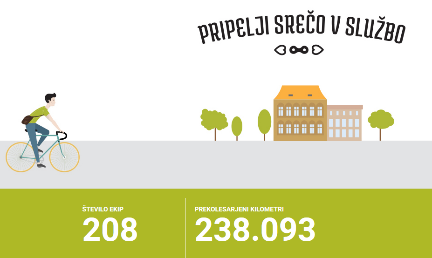 PRIPELJI SREČO V SLUŽBO
ŠTEVILO EKIP
208
PREKOLESARJENI KILOMETRI
238.093